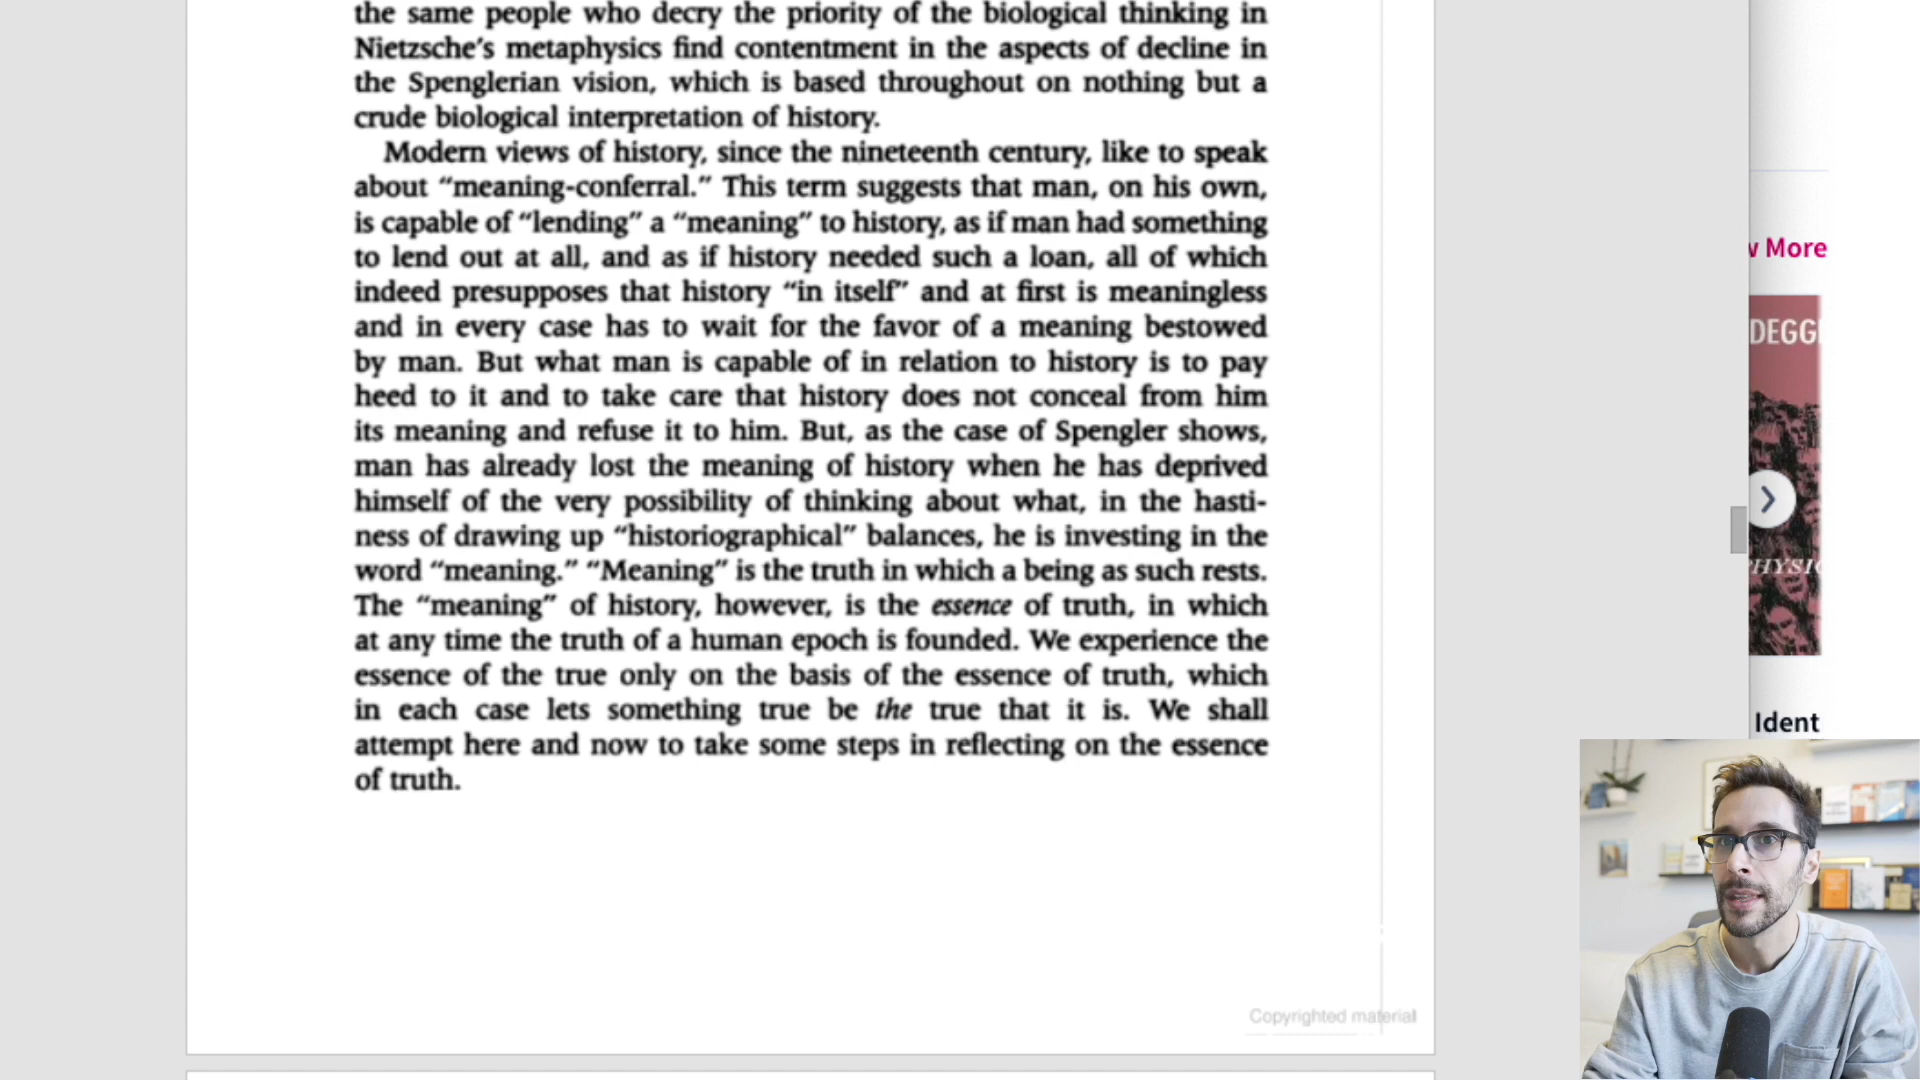 the same people who decry the priority of the biological thinking in
Nietzsche's metaphysics find contentment in the aspects of decline in
the Spenglerian vision, which is based throughout on nothing but a
crude biological interpretation of history.
Modern views of history, since the nineteenth century, like to speak
about “meaning-conferral.” This term suggests that man, on his own,
is capable of “lending” a “meaning” to history, as if man had something
to lend out at all, and as if history needed such a loan, all of which
indeed presupposes that history “in itself” and at first is meaningless
and in every case has to wait for the favor of a meaning bestowed
by man. But what man is capable of in relation to history is to pay
heed to it and to take care that history does not conceal from him
its meaning and refuse it to him. But, as the case of Spengler shows,
man has already lost the meaning of history when he has deprived
himself of the very possibility of thinking about what, in the hasti-
ness of drawing up “historiographical” balances, he is investing in the
word “meaning.” “Meaning” is the truth in which a being as such rests.
The “meaning” of history, however, is the essence of truth, in which
at any time the truth of a human epoch is founded. We experience the
essence of the true only on the basis of the essence of truth, which
in each case lets something true be the true that it is. We shall
attempt here and now to take some steps in reflecting on the essence
of truth.
Copyrighted material
w More
DEGG
HYSI
Ident